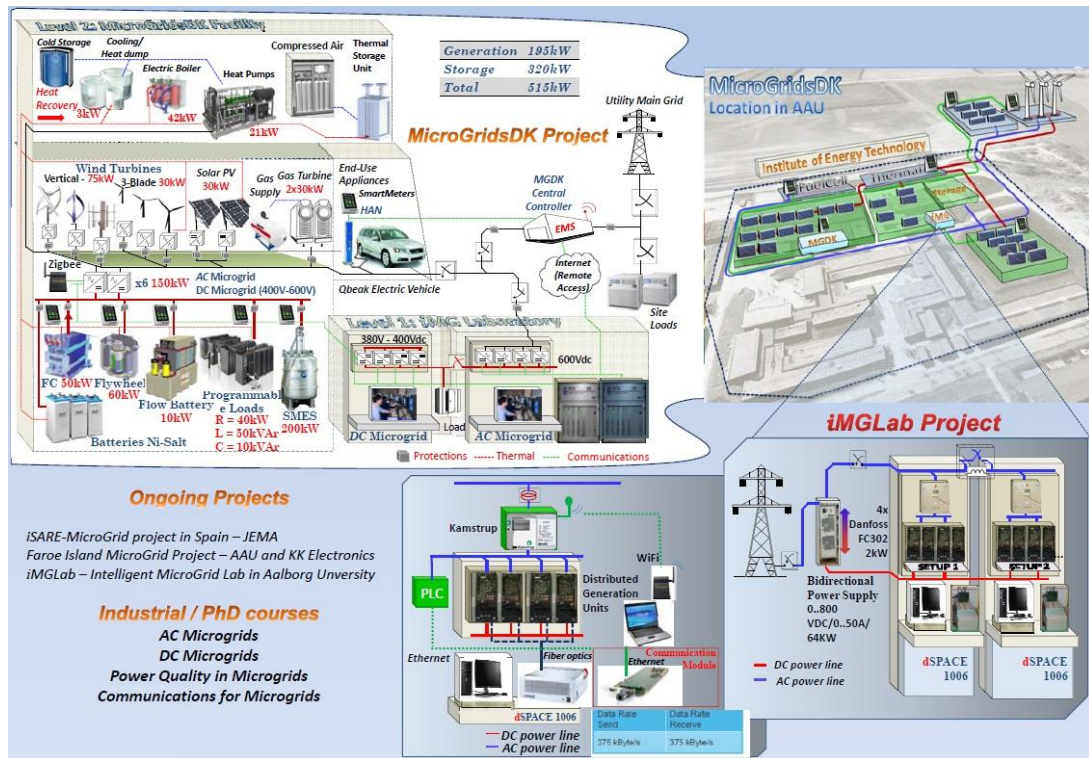 Level 2: MicroGridsDK Facility
Cold Storage
Cooling/
Heat dump
Electric Boiler
Heat Pumps
Compressed Air
Thermal
Storage
Unit
Heat
Recovery
3kW
42kW
21kW
Generation 195kW
Storage 320kW
Total 515kW
Utility Main Grid
MicroGridsDK Project
Wind Turbines
Vertical - 75kW
3-Blade 30kW
Solar PV
30kW
Gas
Supply
Gas Turbine
2x30kW
End-Use
Appliances
SmartMeters
HAN
MGDK
Central
Controller
EMS
Internet
(Remote
Access)
Zigbee
x6 150kW
AC Microgrid
DC Microgrid (400V-600V)
Qbeak Electric Vehicle
Site
Loads
Level 1: iMG Laboratory
380V - 400Vdc
600Vdc
FC 50kW
Flywheel
60kW
Flow Battery
10kW
Programmabl
e Loads
R = 40kW
L = 50kVAr
C = 10kVAr
SMES
200kW
Batteries Ni-Salt
DC Microgrid
Load
AC Microgrid
Protections
Thermal
Communications
MicroGridsDK
Location in AAU
Institute of Energy Technology
FuelCell
Thermal
Storage
iMG
MGDK
iMGLab Project
4x
Danfoss
FC302
2kW
Bidirectional
Power Supply
0..800
VDC/0..50A/
64KW
SETUP 1
SETUP 2
DC power line
AC power line
dSPACE
1006
dSPACE
1006
Ongoing Projects
iSARE-MicroGrid project in Spain – JEMA
Faroe Island MicroGrid Project – AAU and KK Electronics
iMGLab – Intelligent MicroGrid Lab in Aalborg Unversity
Industrial / PhD courses
AC Microgrids
DC Microgrids
Power Quality in Microgrids
Communications for Microgrids
Kamstrup
WiFi
PLC
Distributed
Generation
Units
Ethernet
Fiber optics
Ethernet
Communication
Module
dSPACE 1006
DC power line
AC power line
Data Rate
Send
Data Rate
Receive
375 kByte/s
375 kByte/s